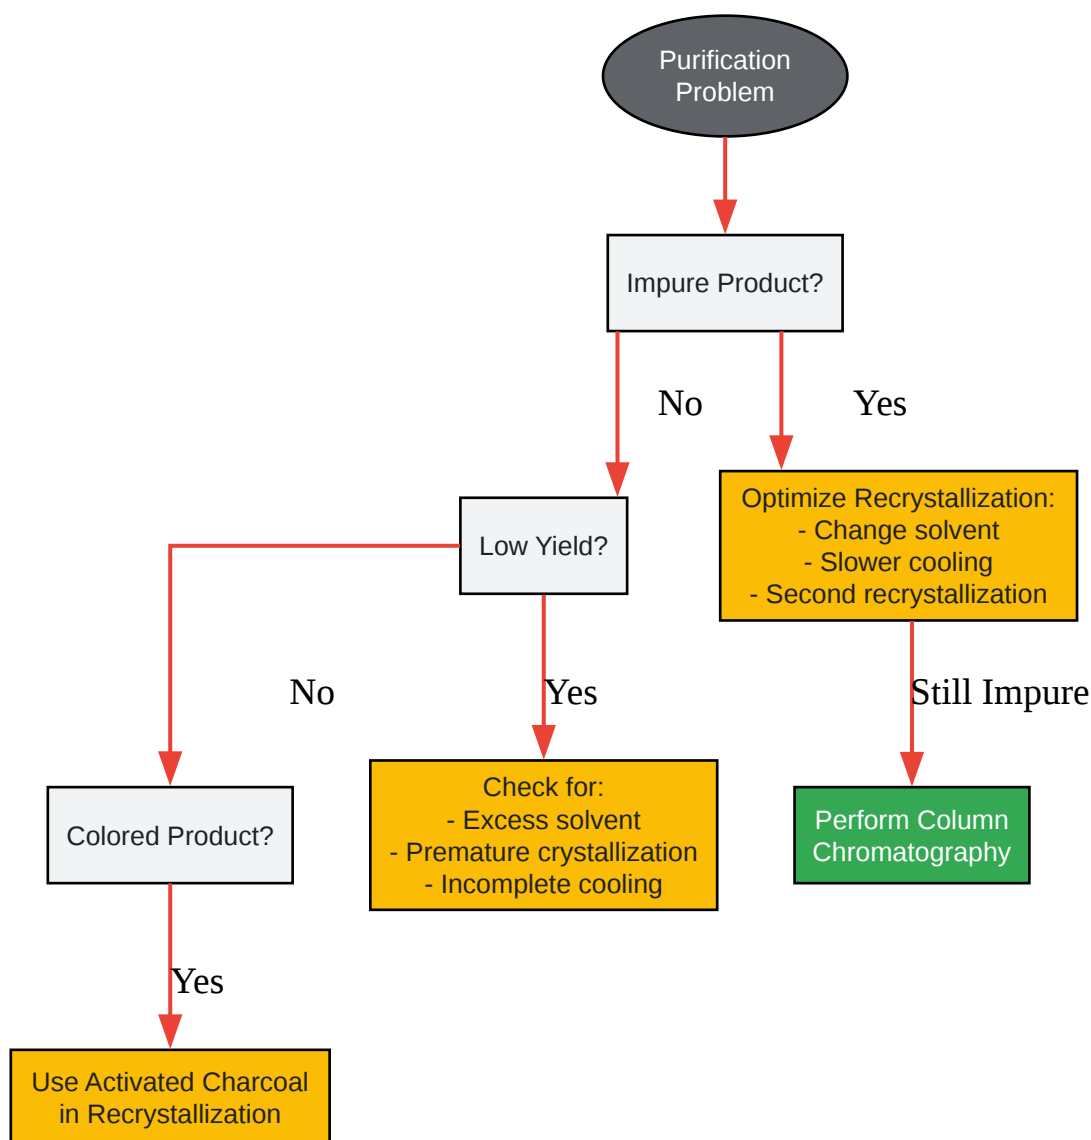 Purification
Problem
Impure Product?
No
Yes
Optimize Recrystallization:
- Change solvent
- Slower cooling
- Second recrystallization
Low Yield?
No
Yes
Still Impure
Check for:
- Excess solvent
- Premature crystallization
- Incomplete cooling
Colored Product?
Perform Column
Chromatography
Yes
Use Activated Charcoal
in Recrystallization